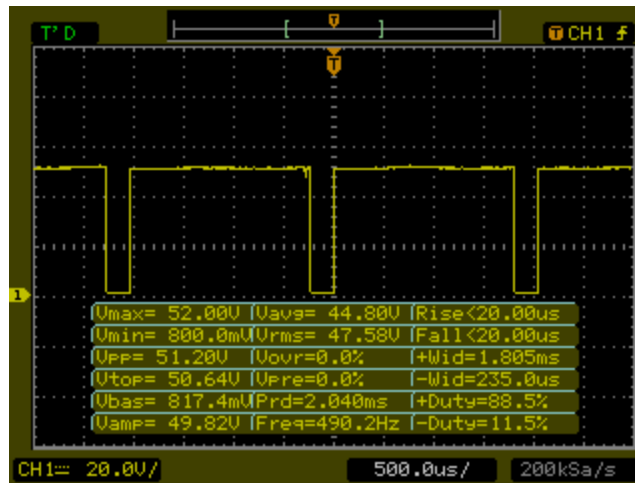 T'D T CH1
T
1
Vmax= 52.00V Vavg= 44.80V Rise<20.00us
Vmin= 800.0mV Vrms= 47.58V Fall<20.00us
Vpp= 51.20V Vovr=0.0% +Wid=1.805ms
Vtop= 50.64V Vpre=0.0% -Wid=235.0us
Vbas= 817.4mV Prd=2.040ms +Duty=88.5%
Vamp= 49.82V Freq=490.2Hz -Duty=11.5%
CH1 20.0V/ 500.0us/ 200kSa/s